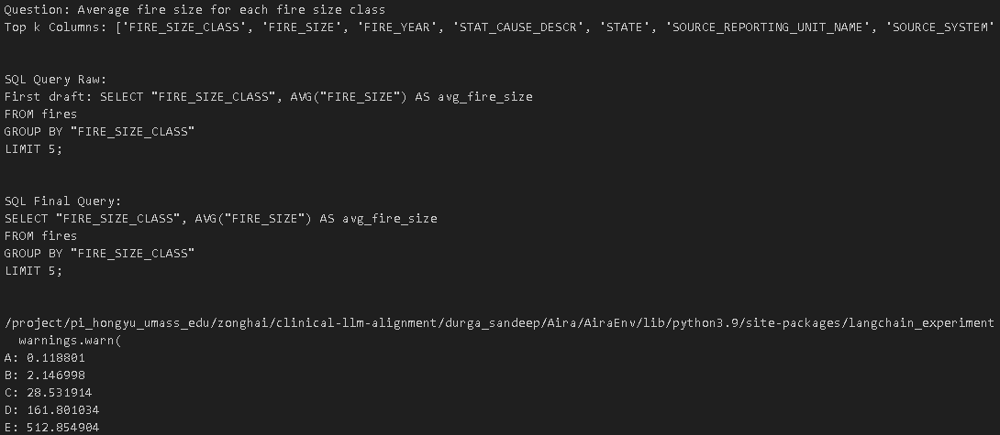 Question: Average fire size for each fire size class
Top k Columns: ['FIRE_SIZE_CLASS', 'FIRE_SIZE', 'FIRE_YEAR', 'STAT_CAUSE_DESCR', 'STATE', 'SOURCE_REPORTING_UNIT_NAME', 'SOURCE_SYSTEM'
SQL Query Raw:
First draft: SELECT "FIRE_SIZE_CLASS", AVG("FIRE_SIZE") AS avg_fire_size
FROM fires
GROUP BY "FIRE_SIZE_CLASS"
LIMIT 5;
SQL Final Query:
SELECT "FIRE_SIZE_CLASS", AVG("FIRE_SIZE") AS avg_fire_size
FROM fires
GROUP BY "FIRE_SIZE_CLASS"
LIMIT 5;
/project/pi_hongyu_umass_edu/zonghai/clinical-llm-alignment/durga_sandeep/Aira/AiraEnv/lib/python3.9/site-packages/langchain_experiment
warnings.warn(
A: 0.118801
B: 2.146998
C: 28.531914
D: 161.801034
E: 512.854904